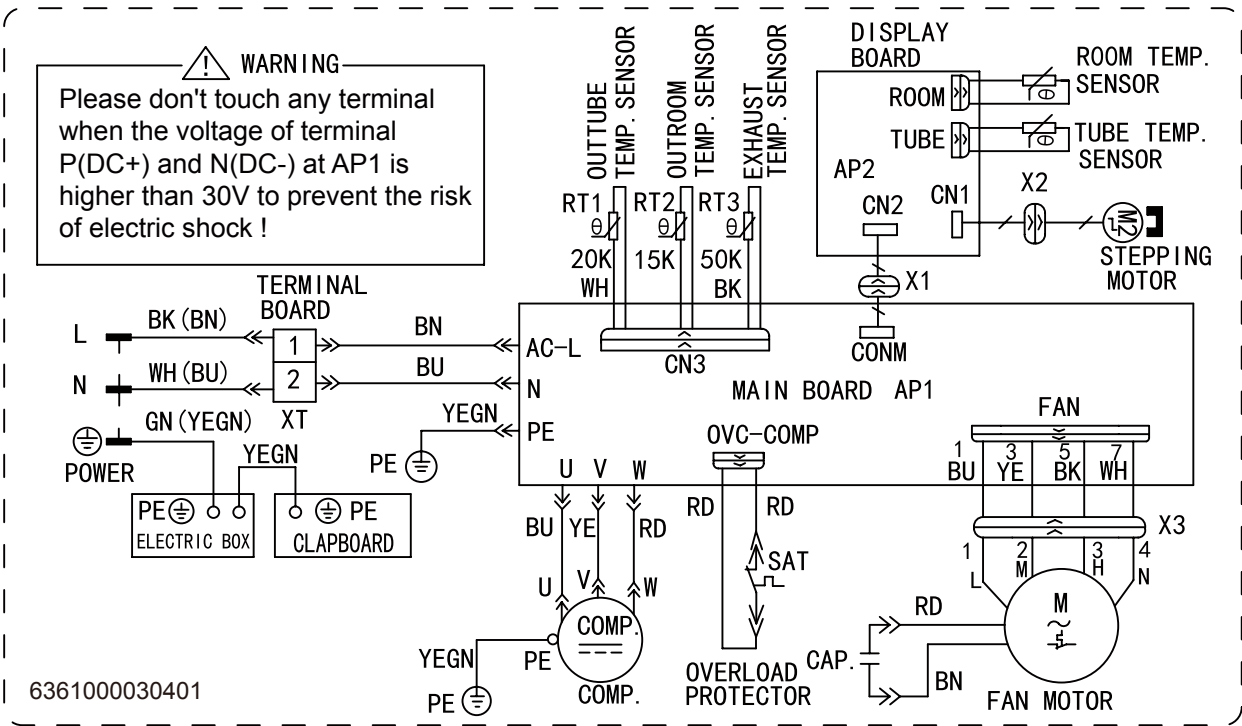 WARNING
Please don't touch any terminal
when the voltage of terminal
P(DC+) and N(DC-) at AP1 is
higher than 30V to prevent the risk
of electric shock !
OUTTUBE
TEMP. SENSOR
OUTROOM
TEMP. SENSOR
EXHAUST
TEMP. SENSOR
RT1
RT2
RT3
θ
θ
θ
20K
15K
50K
WH
BK
CN3
DISPLAY
BOARD
ROOM
TUBE
AP2
CN2
CN1
θ
θ
ROOM TEMP.
SENSOR
TUBE TEMP.
SENSOR
X2
M2
STEPPING
MOTOR
X1
CONM
TERMINAL
BOARD
L
BK(BN)
1
BN
AC-L
N
WH(BU)
2
BU
N
XT
GN(YEGN)
YEGN
PE
PE
POWER
YEGN
PE
ELECTRIC BOX
PE
CLAPBOARD
MAIN BOARD AP1
U V W
BU YE RD
U V W
COMP.
PE
YEGN
PE
COMP.
OVC-COMP
RD RD
SAT
OVERLOAD
PROTECTOR
FAN
1 3 5 7
BU YE BK WH
X3
1 2 3 4
L M H N
M
RD
CAP.
BN
FAN MOTOR
6361000030401